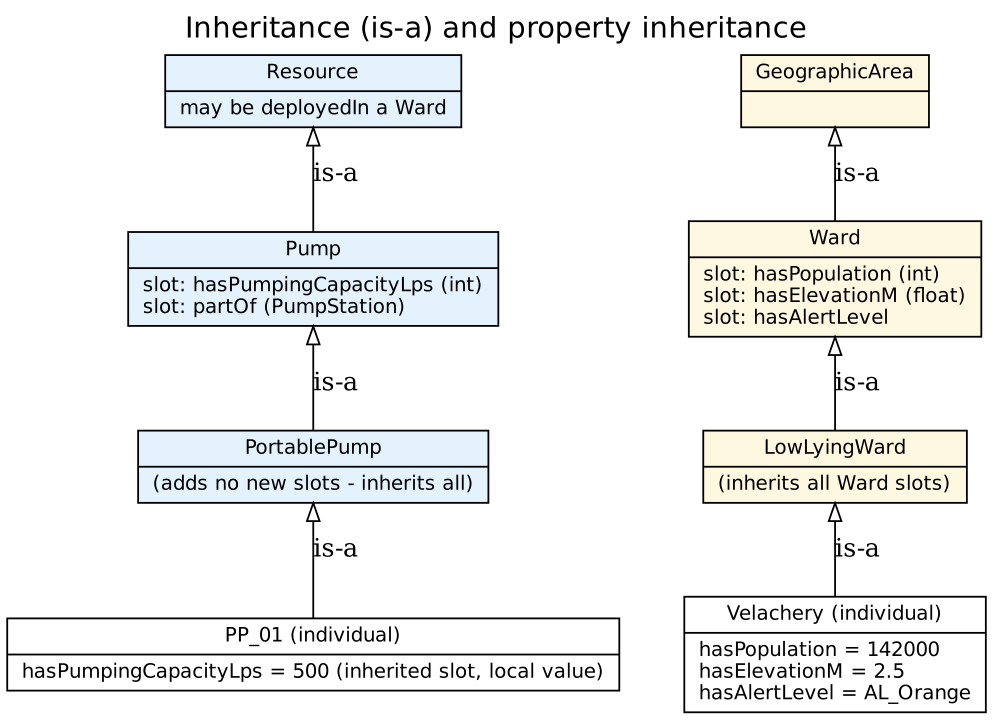 Inheritance (is-a) and property inheritance
Resource
may be deployedIn a Ward
is-a
Pump
slot: hasPumpingCapacityLps (int)
slot: partOf (PumpStation)
is-a
PortablePump
(adds no new slots - inherits all)
is-a
PP_01 (individual)
hasPumpingCapacityLps = 500 (inherited slot, local value)
GeographicArea
is-a
Ward
slot: hasPopulation (int)
slot: hasElevationM (float)
slot: hasAlertLevel
is-a
LowLyingWard
(inherits all Ward slots)
is-a
Velachery (individual)
hasPopulation = 142000
hasElevationM = 2.5
hasAlertLevel = AL_Orange